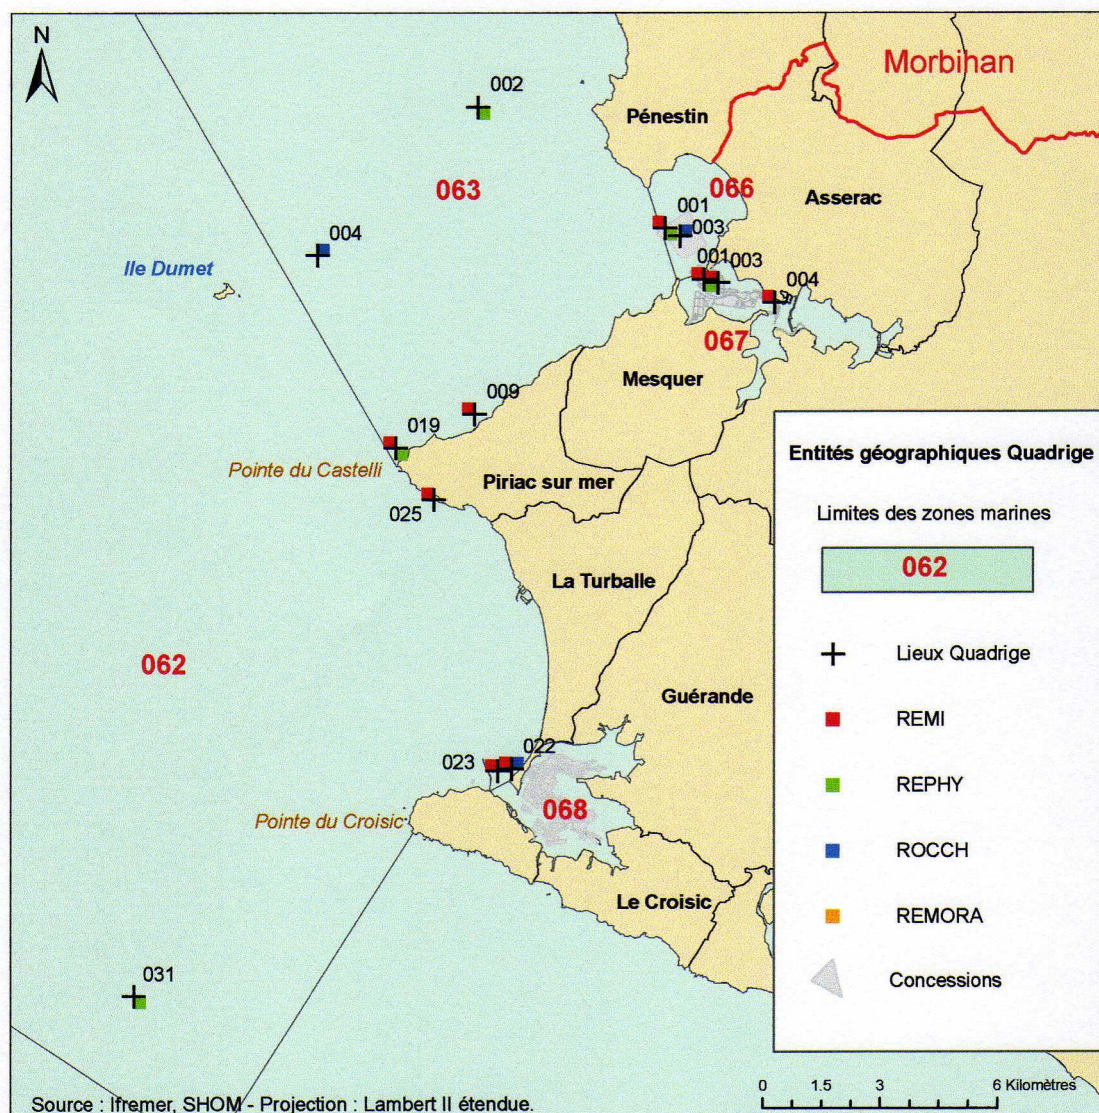 N
Morbihan
002
Pénestin
063
066
Asserac
001
003
004
Ile Dumet
001
003
004
067
Mesquer
009
019
Pointe du Castelli
Piriac sur mer
025
La Turballe
062
Guérande
023
022
068
Pointe du Croisic
Le Croisic
031
Entités géographiques Quadrige
Limites des zones marines
062
Lieux Quadrige
REMI
REPHY
ROCCH
REMORA
Concessions
0 1.5 3 6 Kilomètres
Source : Ifremer, SHOM - Projection : Lambert II étendue.